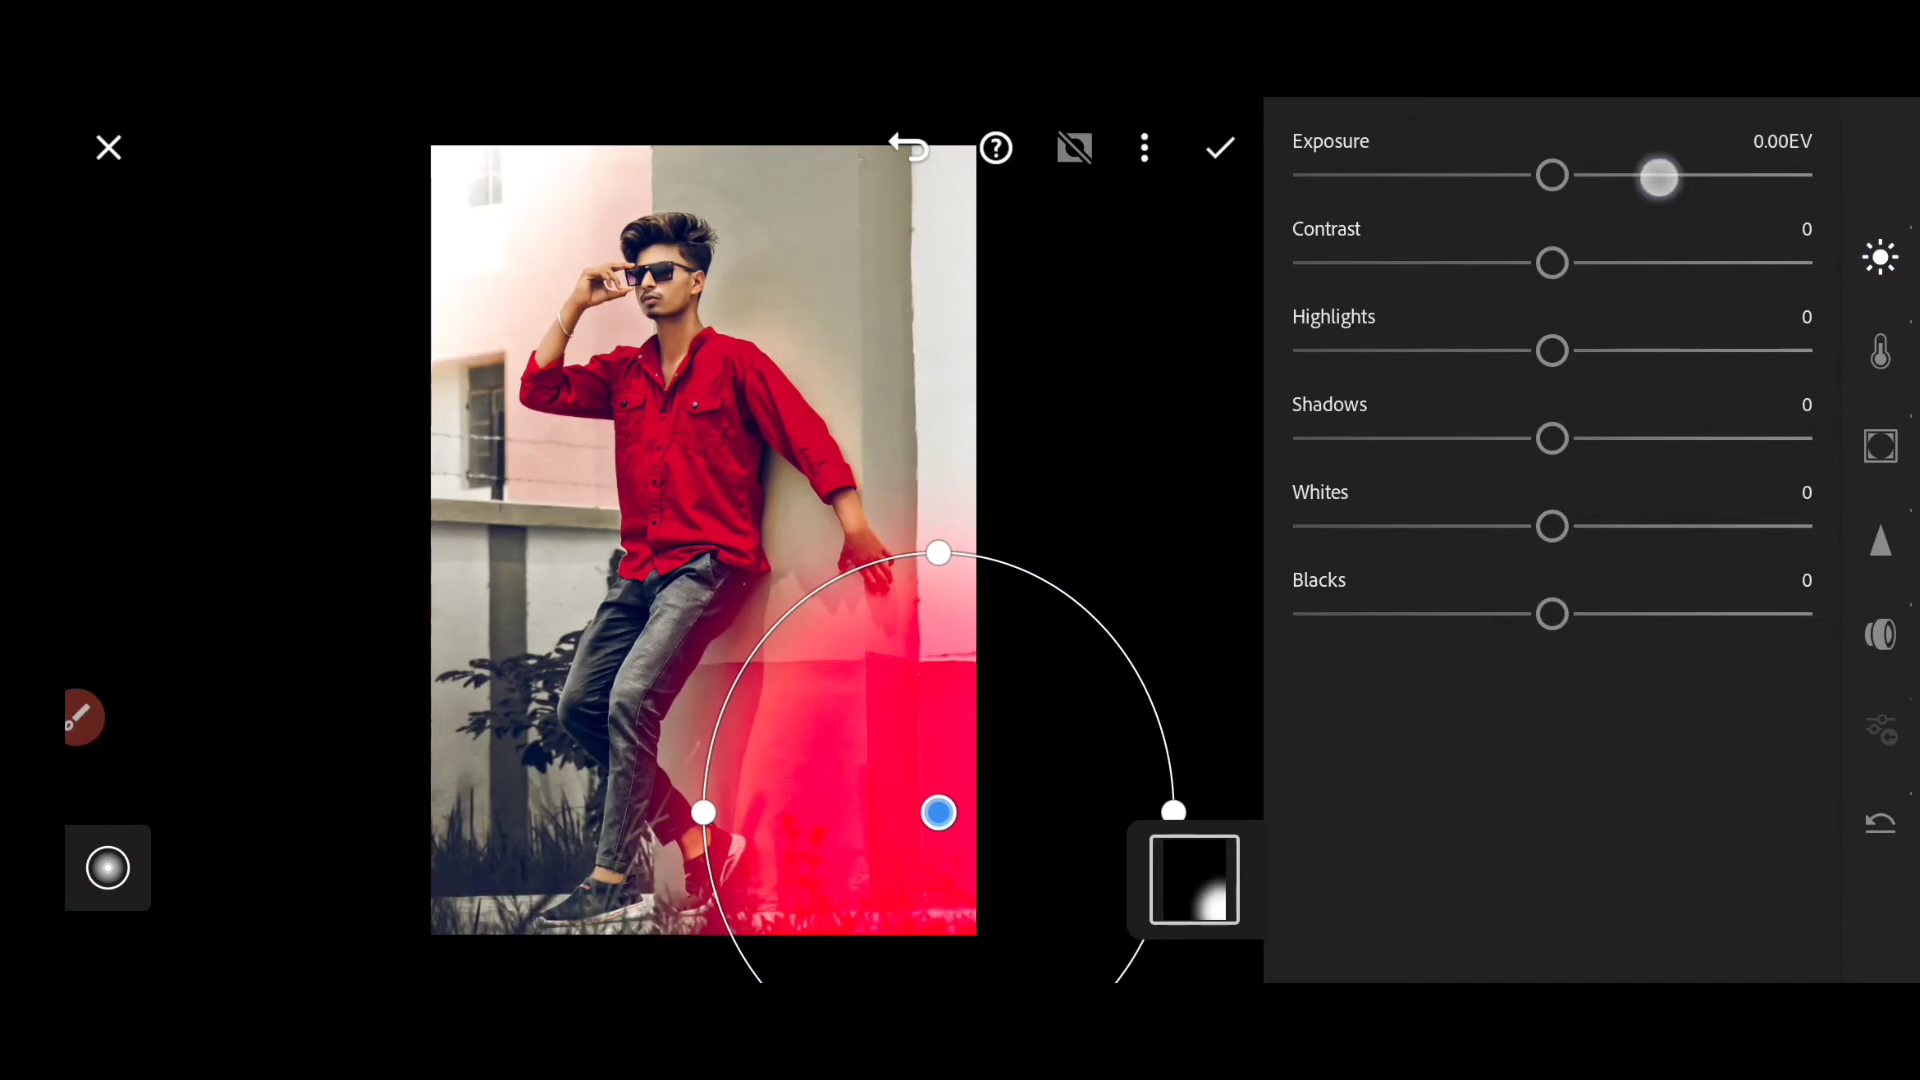 Exposure 0.00EV
Contrast 0
Highlights 0
Shadows 0
Whites 0
Blacks 0